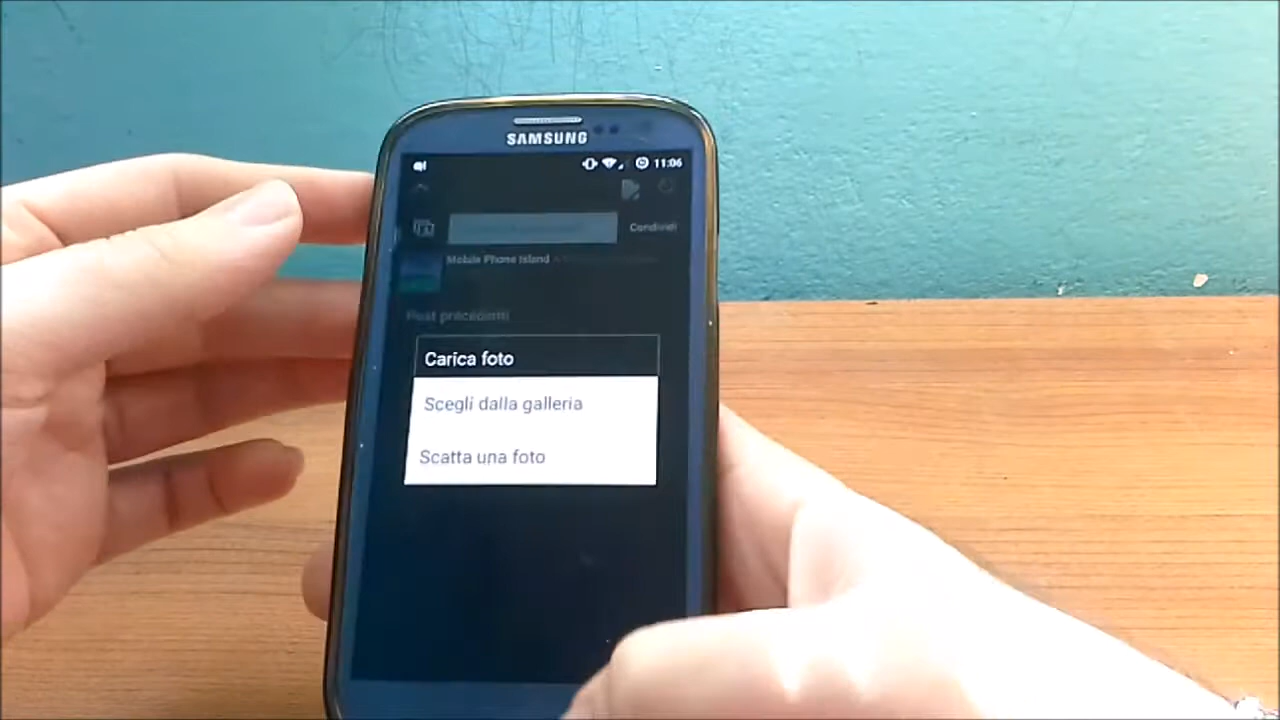 SAMSUNG
11:06
Condividi
Mobile Phone Island
Post precedenti
Carica foto
Scegli dalla galleria
Scatta una foto